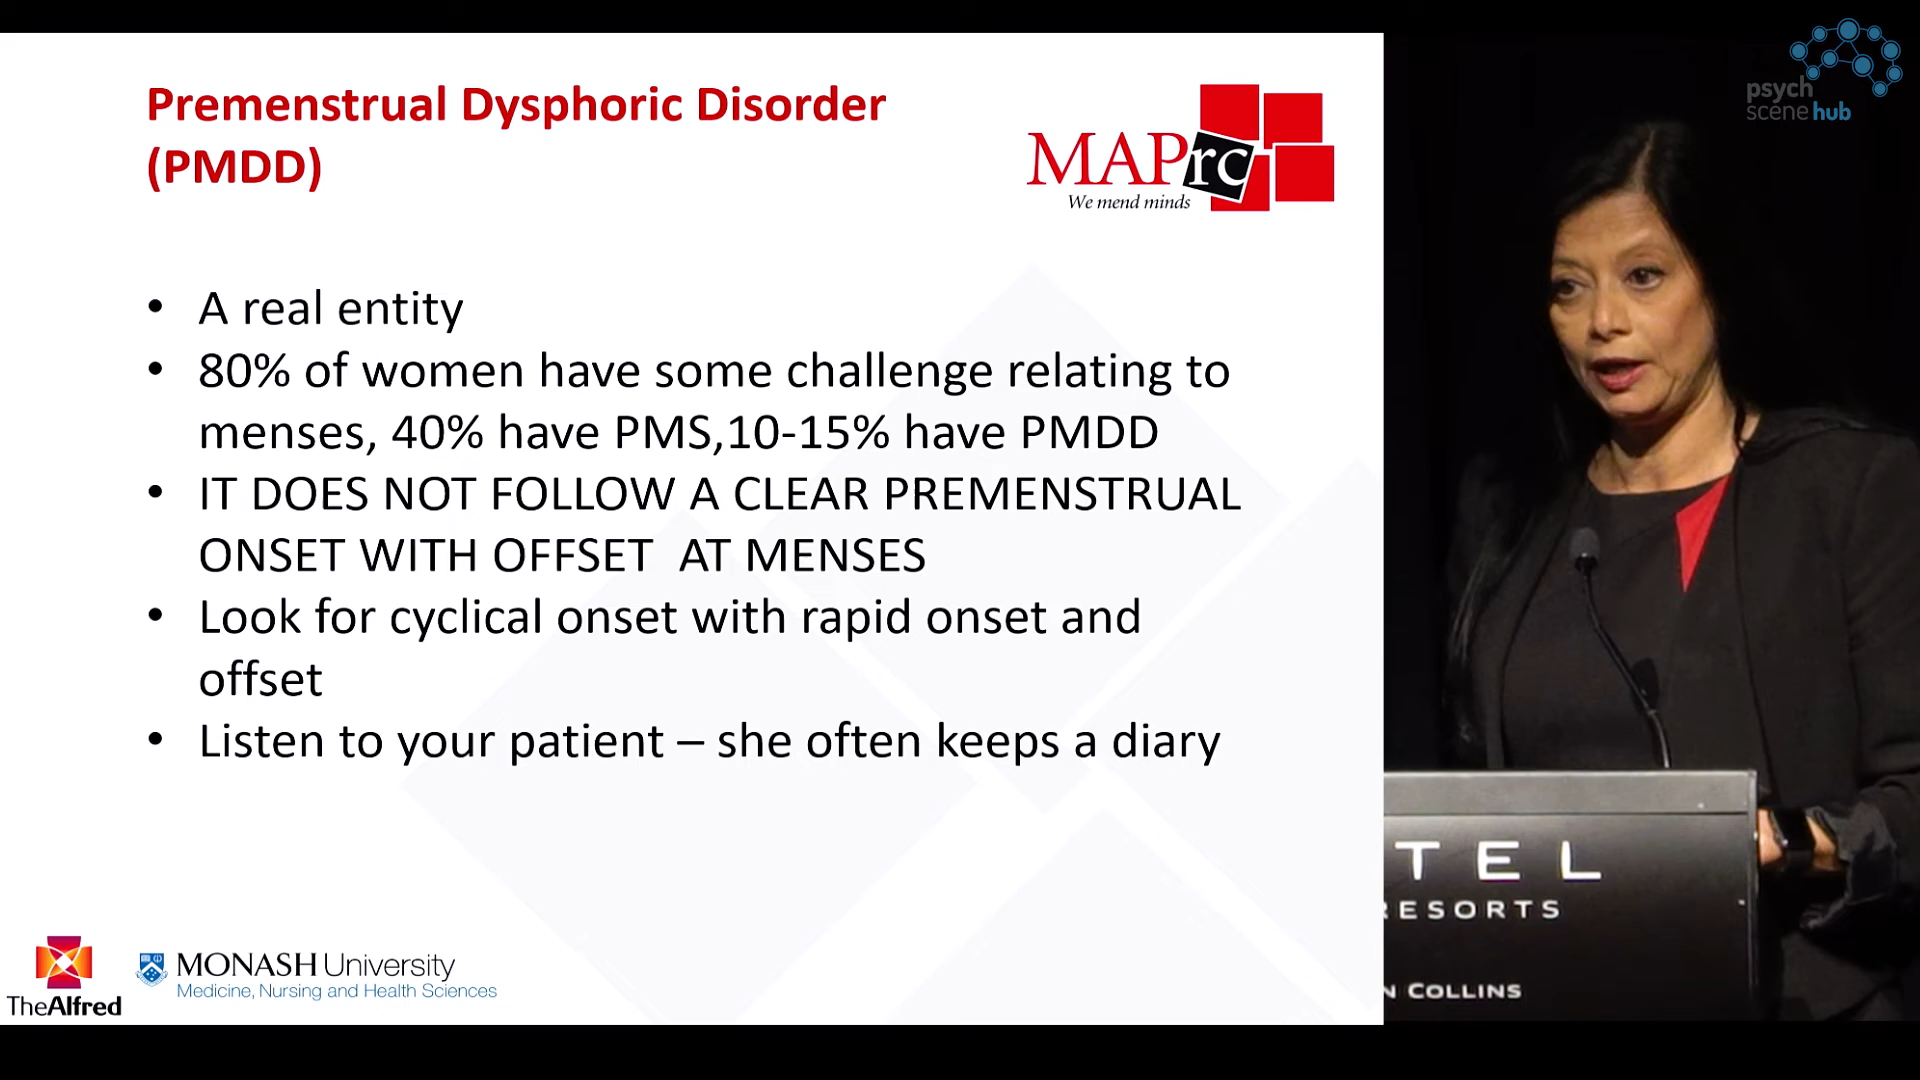 psych
scene hub
Premenstrual Dysphoric Disorder
(PMDD)
MAPrc
We mend minds
• A real entity
• 80% of women have some challenge relating to
menses, 40% have PMS,10-15% have PMDD
• IT DOES NOT FOLLOW A CLEAR PREMENSTRUAL
ONSET WITH OFFSET  AT MENSES
• Look for cyclical onset with rapid onset and
offset
• Listen to your patient – she often keeps a diary
TheAlfred
MONASH University
Medicine, Nursing and Health Sciences
TEL
RESORTS
N COLLINS